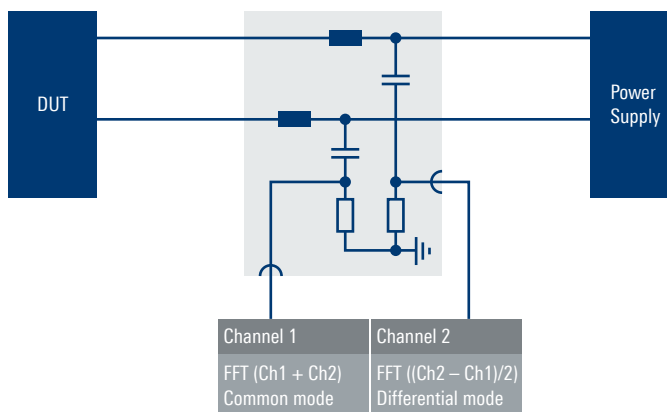 DUT
Power
Supply
Channel 1
Channel 2
FFT (Ch1 + Ch2)
Common mode
FFT ((Ch2 – Ch1)/2)
Differential mode